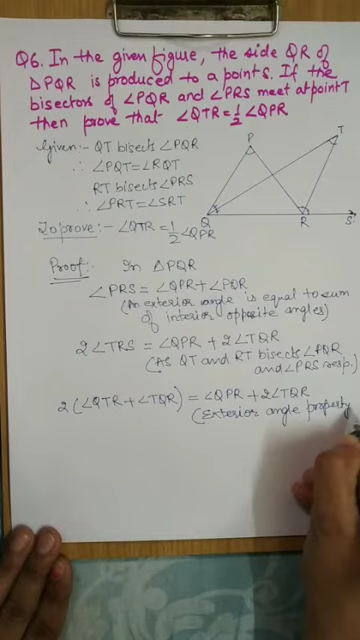 Q6. In the given figure, the side QR of
ΔPQR is produced to a point S. If the
bisectors of ∠PQR and ∠PRS meet at point T
then prove that ∠QTR = 1/2 ∠QPR
Given:- QT bisects ∠PQR
∴ ∠PQT = ∠RQT
RT bisects ∠PRS
∴ ∠PRT = ∠SRT
To prove:- ∠QTR = 1/2 ∠QPR
P
T
Q
R
S
Proof:- In ΔPQR
∠PRS = ∠QPR + ∠PQR
(An exterior angle is equal to sum
of interior opposite angles)
2∠TRS = ∠QPR + 2∠TQR
(AS QT and RT bisects ∠PQR
and ∠PRS resp.)
2(∠QTR + ∠TQR) = ∠QPR + 2∠TQR
(Exterior angle property